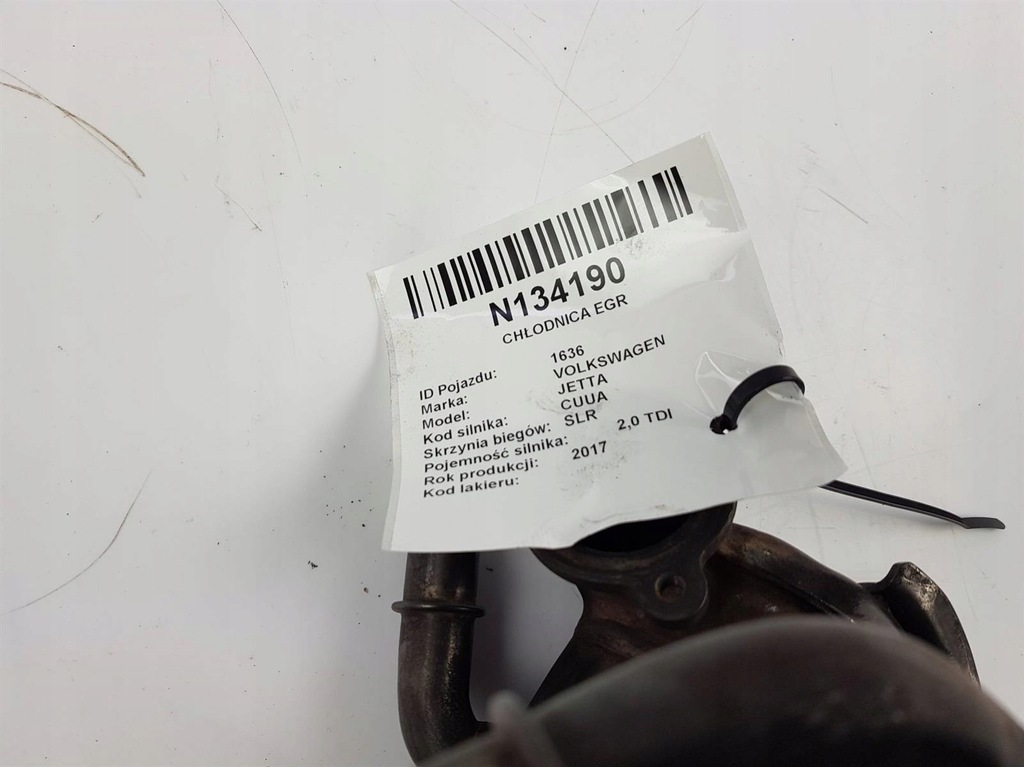 N134190
CHŁODNICA EGR
ID Pojazdu: 1636
Marka: VOLKSWAGEN
Model: JETTA
Kod silnika: CUUA
Skrzynia biegów: SLR
Pojemność silnika: 2,0 TDI
Rok produkcji: 2017
Kod lakieru: